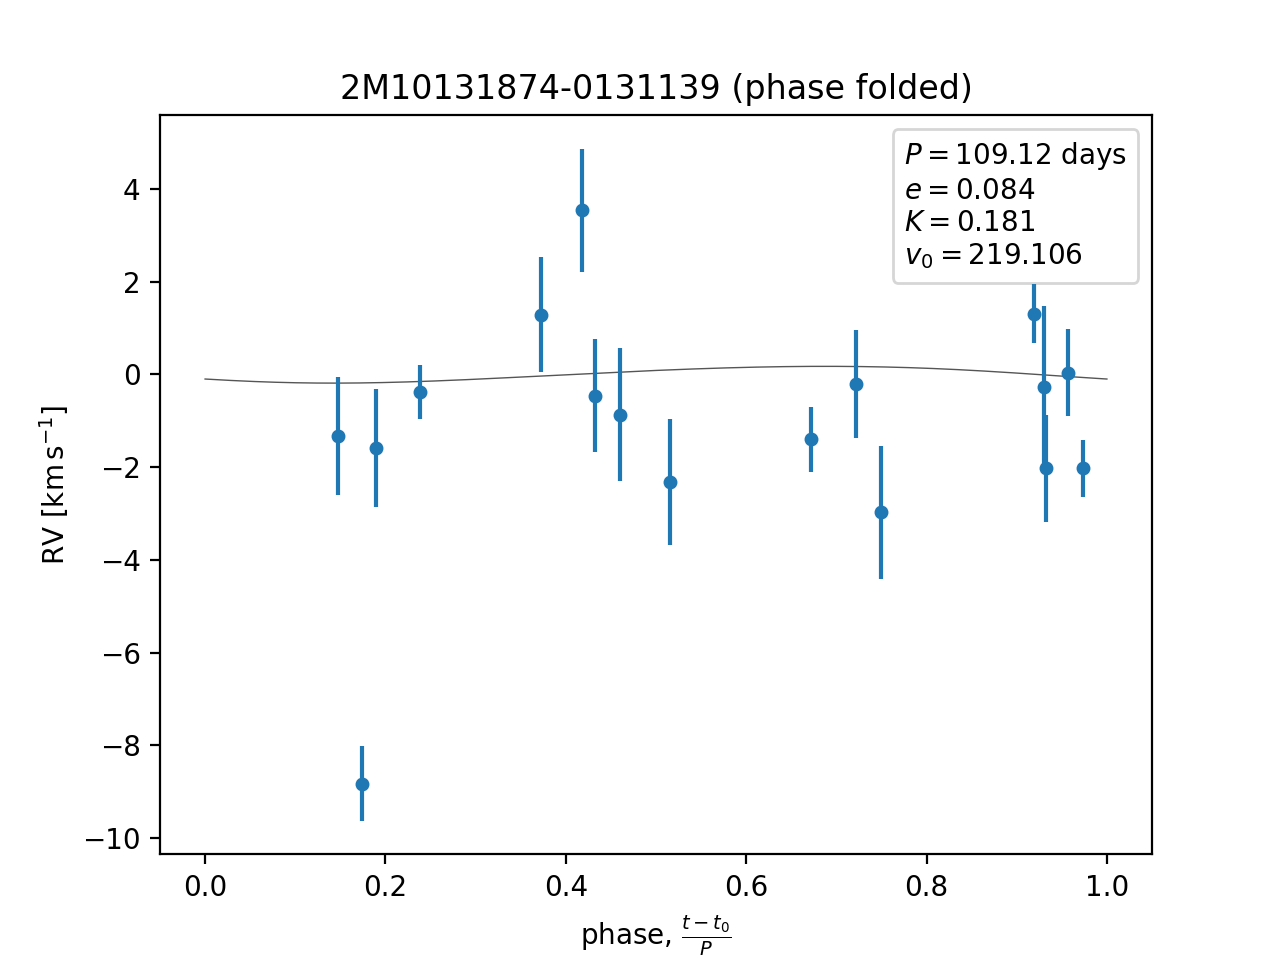 2M10131874-0131139 (phase folded)
P = 109.12 days
e = 0.084
K = 0.181
v₀ = 219.106
4
2
0
−2
−4
−6
−8
−10
RV [km s⁻¹]
0.0 0.2 0.4 0.6 0.8 1.0
phase, (t − t₀)/P